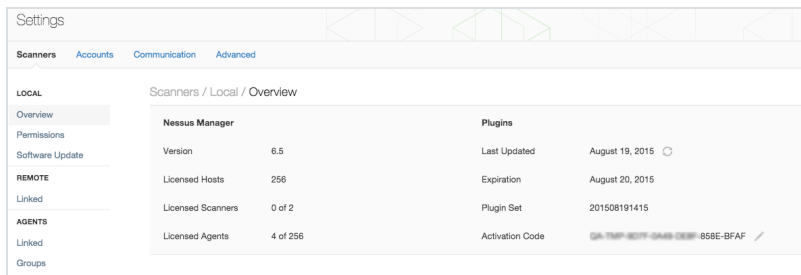 Settings
Scanners Accounts Communication Advanced
LOCAL
Overview
Permissions
Software Update
REMOTE
Linked
AGENTS
Linked
Groups
Scanners / Local / Overview
Nessus Manager
Version 6.5
Licensed Hosts 256
Licensed Scanners 0 of 2
Licensed Agents 4 of 256
Plugins
Last Updated August 19, 2015
Expiration August 20, 2015
Plugin Set 201508191415
Activation Code 858E-BFAF